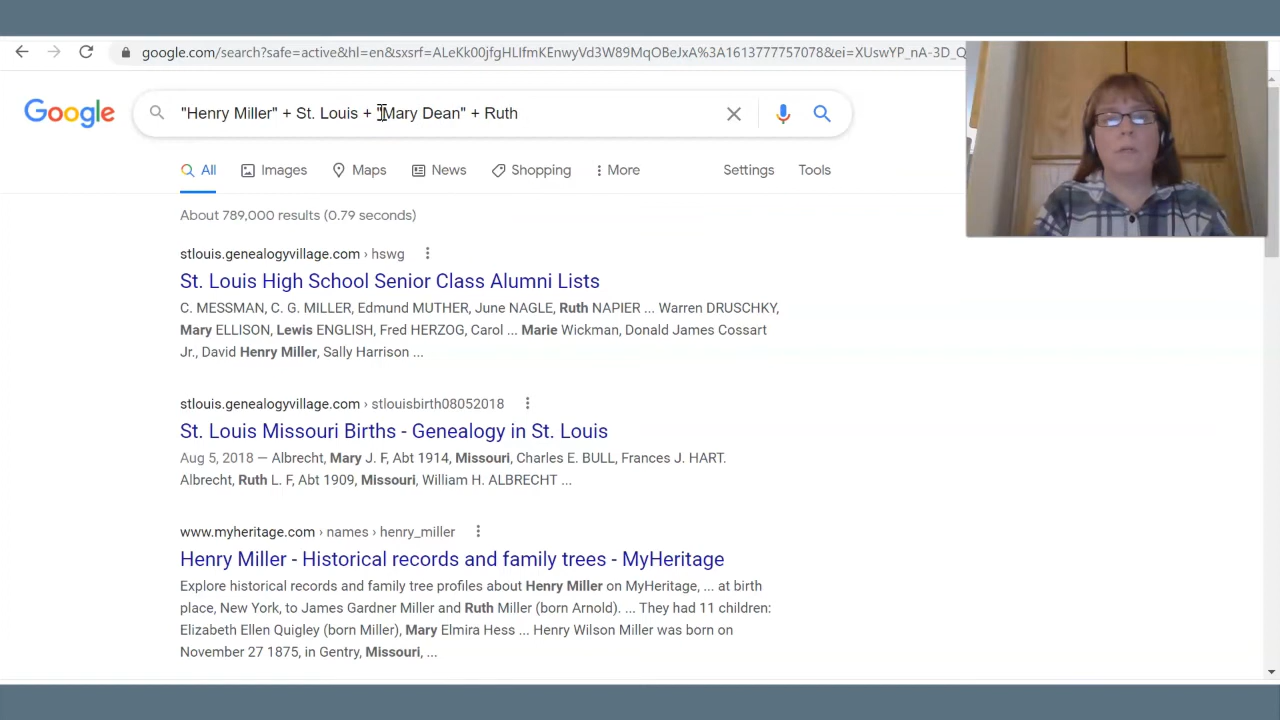 google.com/search?safe=active&hl=en&sxsrf=ALeKk00jfgHLIfmKEnwyVd3W89MqOBeJxA%3A1613777757078&ei=XUswYP_nA-3D_Q
Google
"Henry Miller" + St. Louis + "Mary Dean" + Ruth
All Images Maps News Shopping More Settings Tools
About 789,000 results (0.79 seconds)
stlouis.genealogyvillage.com › hswg
St. Louis High School Senior Class Alumni Lists
C. MESSMAN, C. G. MILLER, Edmund MUTHER, June NAGLE, Ruth NAPIER ... Warren DRUSCHKY,
Mary ELLISON, Lewis ENGLISH, Fred HERZOG, Carol ... Marie Wickman, Donald James Cossart
Jr., David Henry Miller, Sally Harrison ...
stlouis.genealogyvillage.com › stlouisbirth08052018
St. Louis Missouri Births - Genealogy in St. Louis
Aug 5, 2018 — Albrecht, Mary J. F, Abt 1914, Missouri, Charles E. BULL, Frances J. HART.
Albrecht, Ruth L. F, Abt 1909, Missouri, William H. ALBRECHT ...
www.myheritage.com › names › henry_miller
Henry Miller - Historical records and family trees - MyHeritage
Explore historical records and family tree profiles about Henry Miller on MyHeritage, ... at birth
place, New York, to James Gardner Miller and Ruth Miller (born Arnold). ... They had 11 children:
Elizabeth Ellen Quigley (born Miller), Mary Elmira Hess ... Henry Wilson Miller was born on
November 27 1875, in Gentry, Missouri, ...